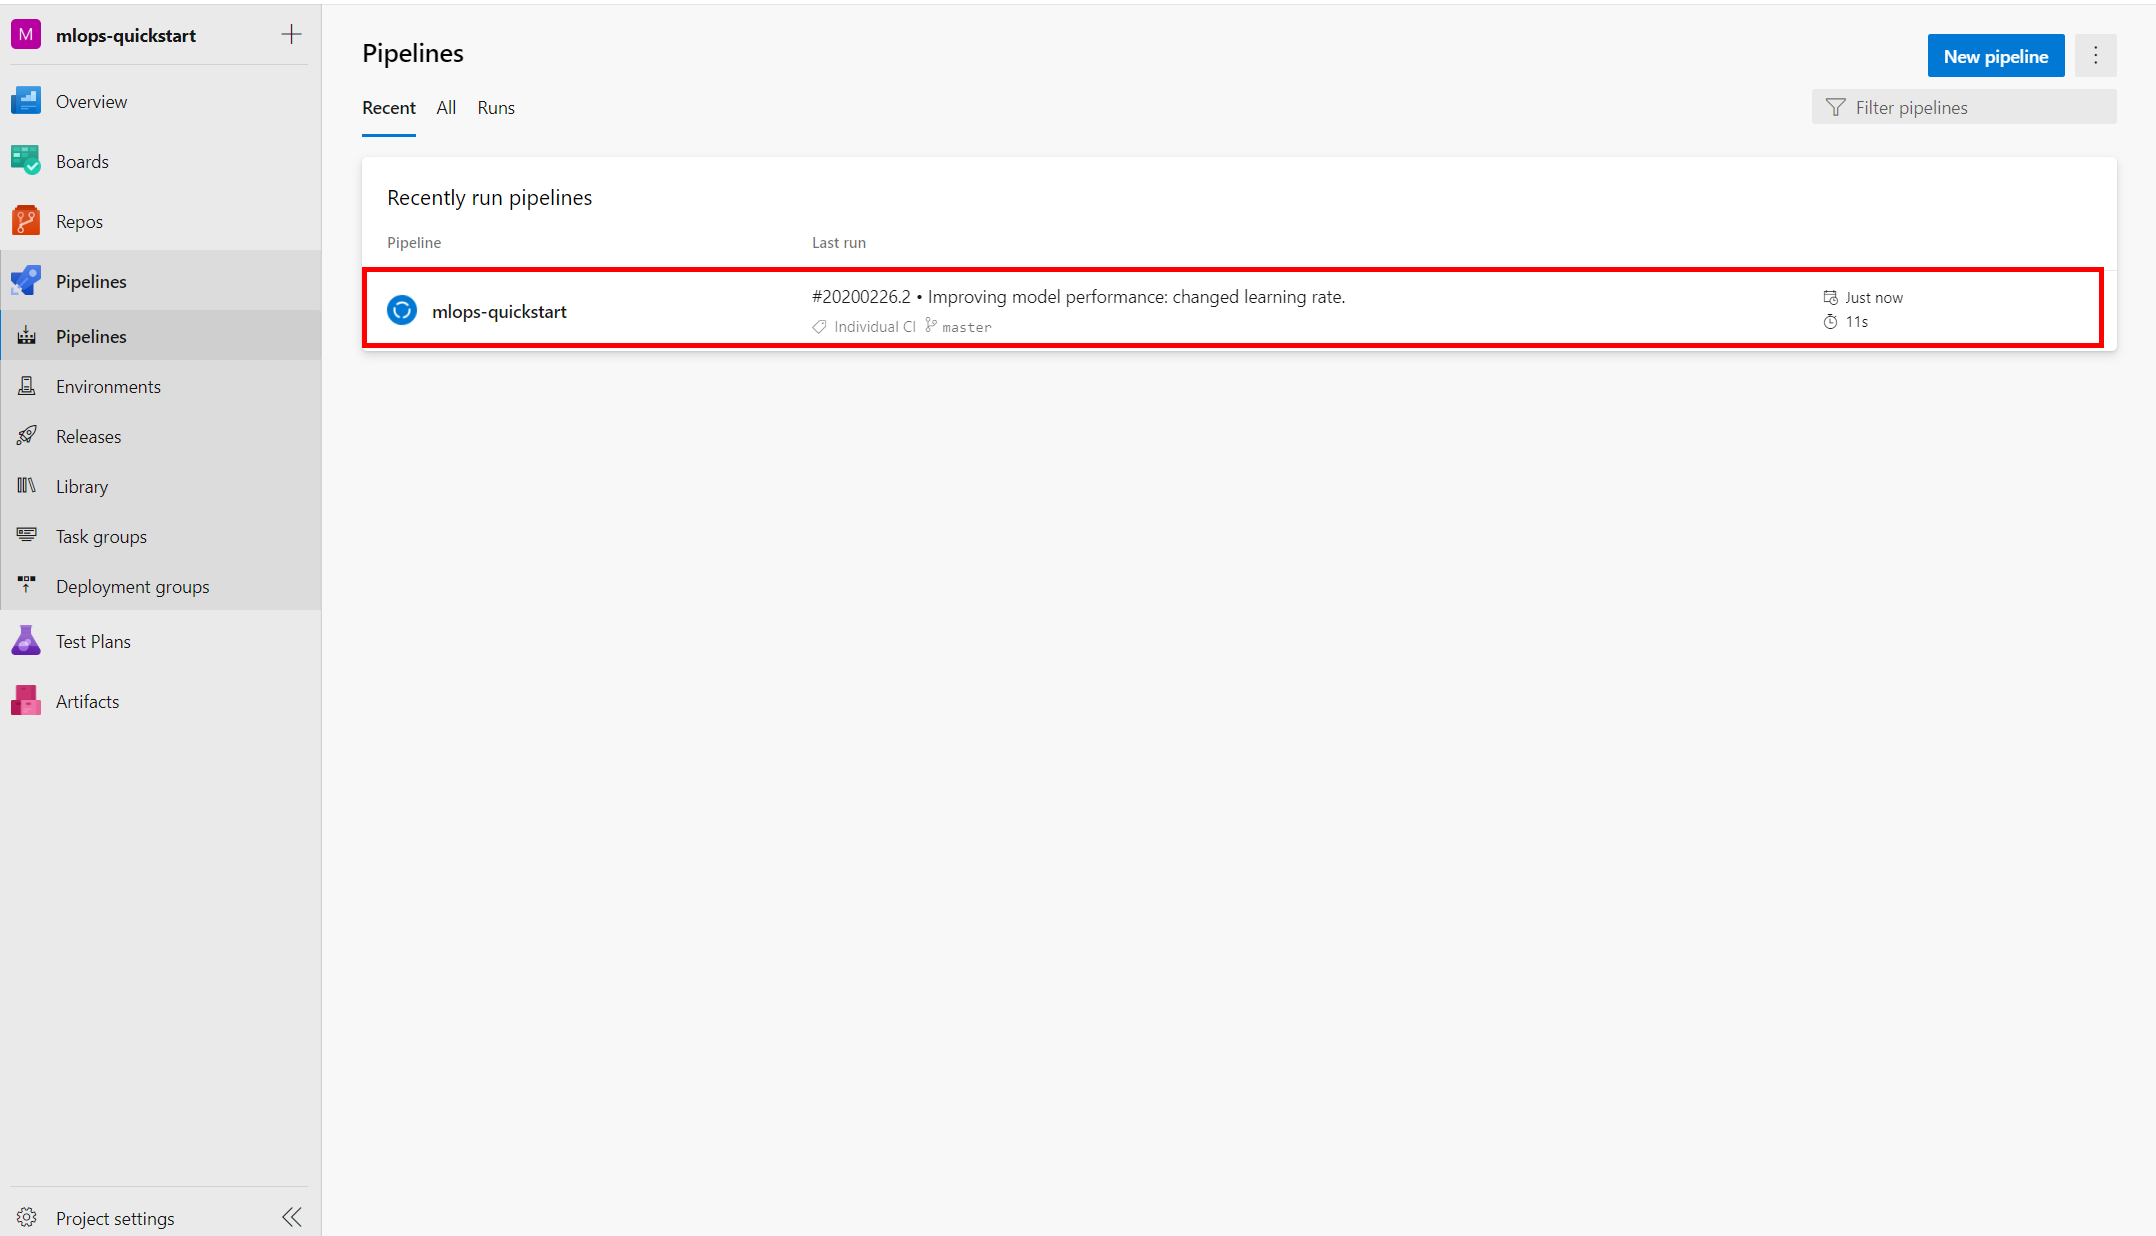 M mlops-quickstart
Overview
Boards
Repos
Pipelines
Pipelines
Environments
Releases
Library
Task groups
Deployment groups
Test Plans
Artifacts
Project settings
Pipelines
New pipeline
Recent All Runs
Filter pipelines
Recently run pipelines
Pipeline Last run
mlops-quickstart
#20200226.2 • Improving model performance: changed learning rate.
Individual CI master
Just now
11s